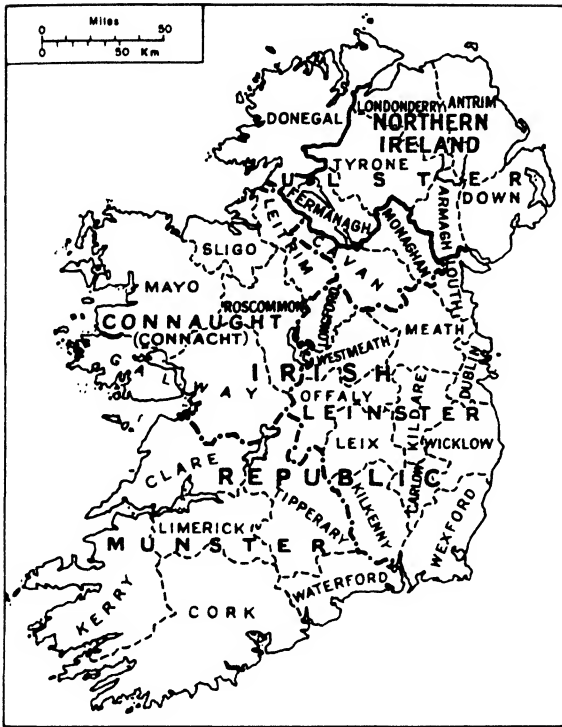 Miles
0 50
0 50
Km
DONEGAL
LONDONDERRY
ANTRIM
NORTHERN
IRELAND
TYRONE
ULSTER
DOWN
FERMANAGH
ARMAGH
MONAGHAN
LEITRIM
CAVAN
LOUTH
SLIGO
MAYO
ROSCOMMON
LONGFORD
CONNAUGHT
(CONNACHT)
MEATH
WESTMEATH
DUBLIN
GALWAY
IRISH
OFFALY
LEINSTER
KILDARE
LEIX
WICKLOW
CLARE
REPUBLIC
CARLOW
TIPPERARY
KILKENNY
WEXFORD
LIMERICK
MUNSTER
WATERFORD
KERRY
CORK